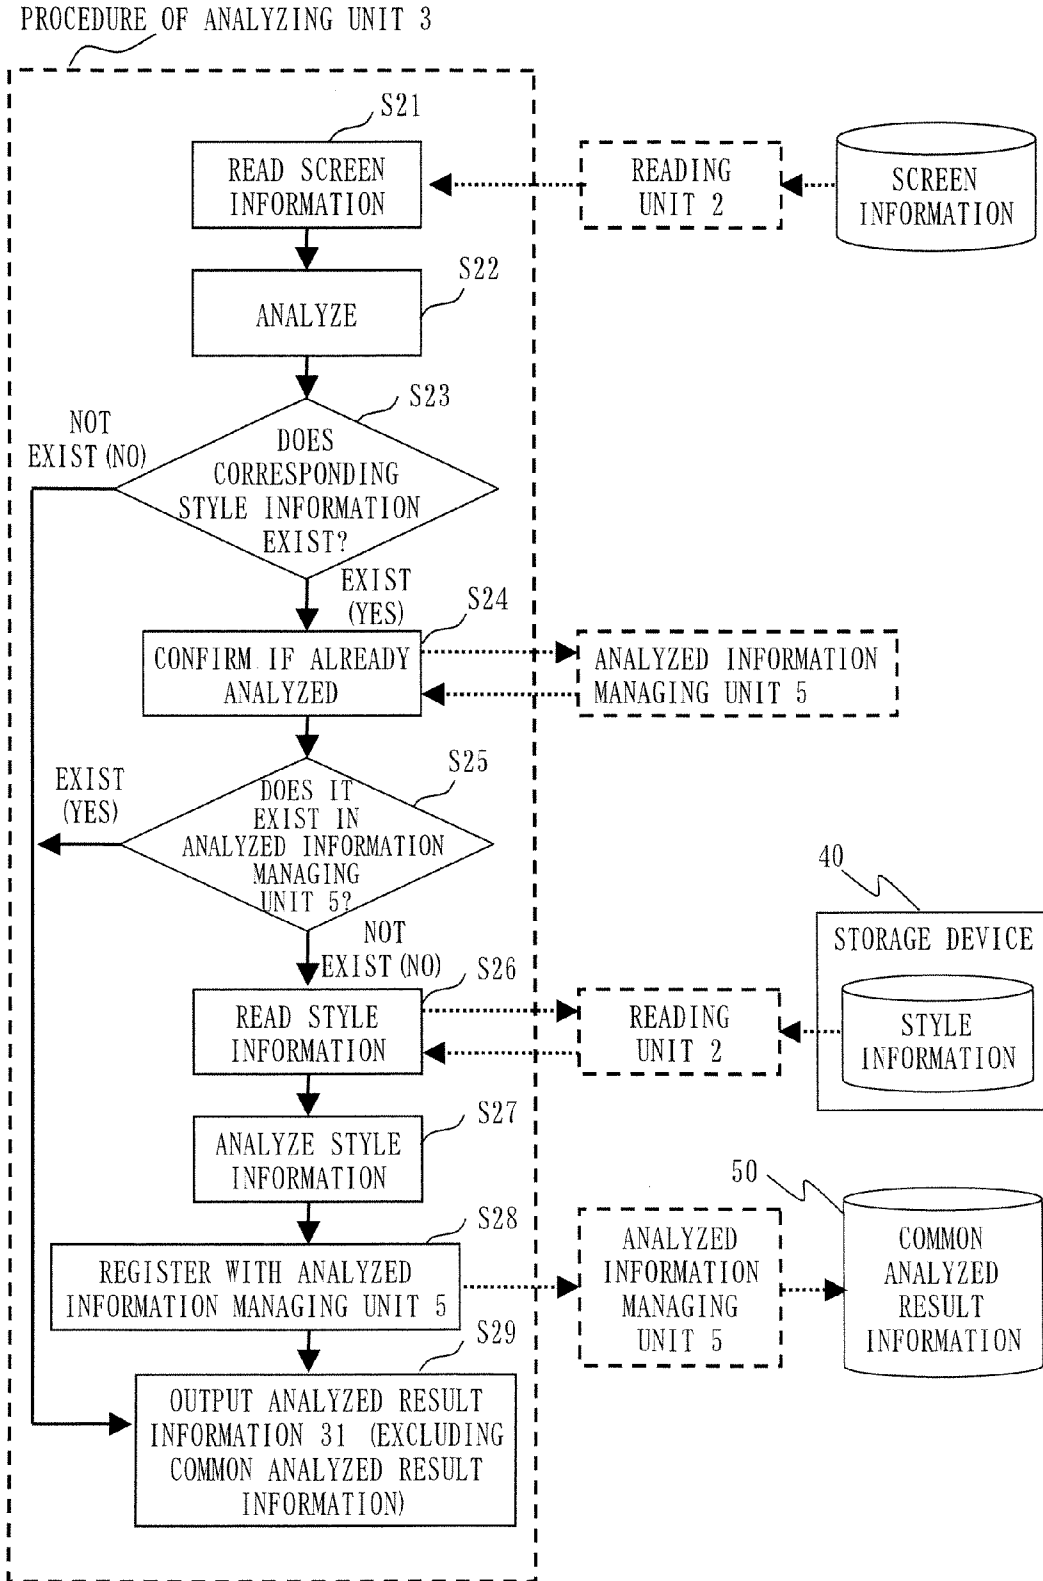 PROCEDURE OF ANALYZING UNIT 3
S21
READ SCREEN
INFORMATION
READING
UNIT 2
SCREEN
INFORMATION
S22
ANALYZE
S23
NOT
EXIST(NO)
DOES
CORRESPONDING
STYLE INFORMATION
EXIST?
EXIST
(YES)
S24
CONFIRM IF ALREADY
ANALYZED
ANALYZED INFORMATION
MANAGING UNIT 5
S25
EXIST
(YES)
DOES IT
EXIST IN
ANALYZED INFORMATION
MANAGING
UNIT 5?
NOT
EXIST(NO)
40
STORAGE DEVICE
STYLE
INFORMATION
S26
READ STYLE
INFORMATION
READING
UNIT 2
S27
ANALYZE STYLE
INFORMATION
S28
REGISTER WITH ANALYZED
INFORMATION MANAGING UNIT 5
ANALYZED
INFORMATION
MANAGING
UNIT 5
50
COMMON
ANALYZED
RESULT
INFORMATION
S29
OUTPUT ANALYZED RESULT
INFORMATION 31 (EXCLUDING
COMMON ANALYZED RESULT
INFORMATION)